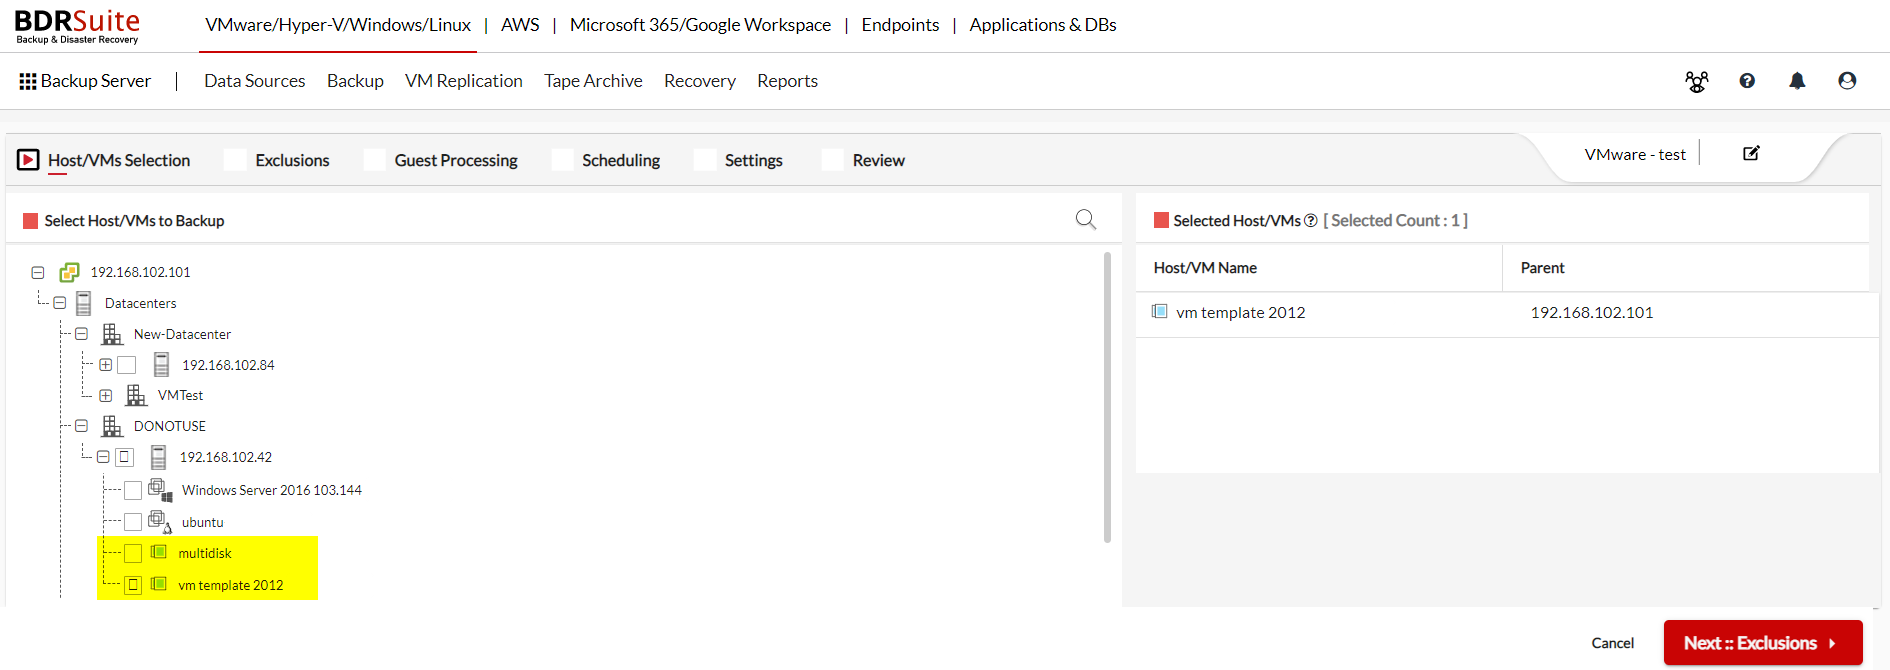 BDRSuite
Backup & Disaster Recovery
VMware/Hyper-V/Windows/Linux | AWS | Microsoft 365/Google Workspace | Endpoints | Applications & DBs
Backup Server | Data Sources Backup VM Replication Tape Archive Recovery Reports
Host/VMs Selection Exclusions Guest Processing Scheduling Settings Review
VMware - test
Select Host/VMs to Backup
192.168.102.101
Datacenters
New-Datacenter
192.168.102.84
VMTest
DONOTUSE
192.168.102.42
Windows Server 2016 103.144
ubuntu
multidisk
vm template 2012
Selected Host/VMs [ Selected Count : 1 ]
Host/VM Name Parent
vm template 2012 192.168.102.101
Cancel Next :: Exclusions